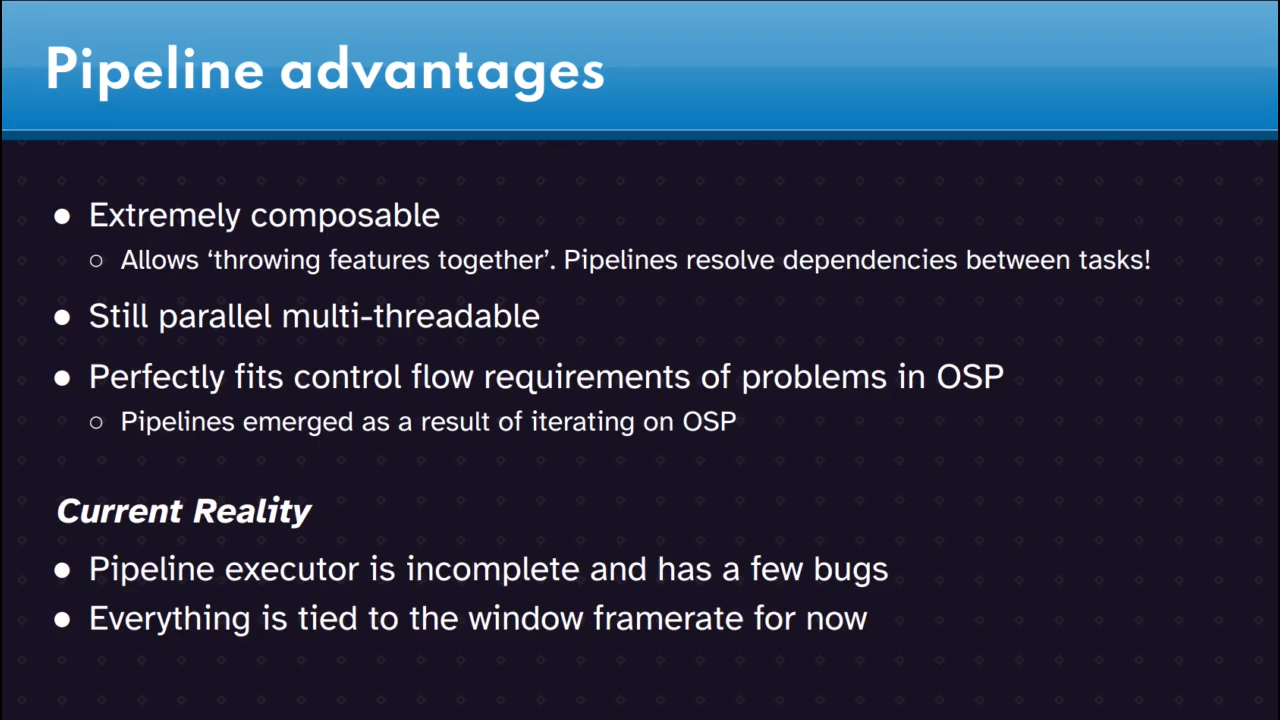 Pipeline advantages
● Extremely composable
○ Allows ‘throwing features together’. Pipelines resolve dependencies between tasks!
● Still parallel multi-threadable
● Perfectly fits control flow requirements of problems in OSP
○ Pipelines emerged as a result of iterating on OSP
Current Reality
● Pipeline executor is incomplete and has a few bugs
● Everything is tied to the window framerate for now